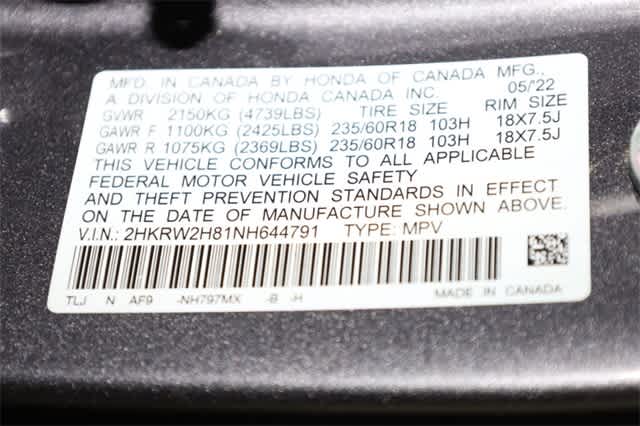 MFD. IN CANADA BY HONDA OF CANADA MFG.,
A DIVISION OF HONDA CANADA INC. 05/'22
GVWR 2150KG (4739LBS) TIRE SIZE RIM SIZE
GAWR F 1100KG (2425LBS) 235/60R18 103H 18X7.5J
GAWR R 1075KG (2369LBS) 235/60R18 103H 18X7.5J
THIS VEHICLE CONFORMS TO ALL APPLICABLE
FEDERAL MOTOR VEHICLE SAFETY
AND THEFT PREVENTION STANDARDS IN EFFECT
ON THE DATE OF MANUFACTURE SHOWN ABOVE.
V.I.N.: 2HKRW2H81NH644791 TYPE: MPV
TLJ N AF9 -NH797MX -B -H MADE IN CANADA